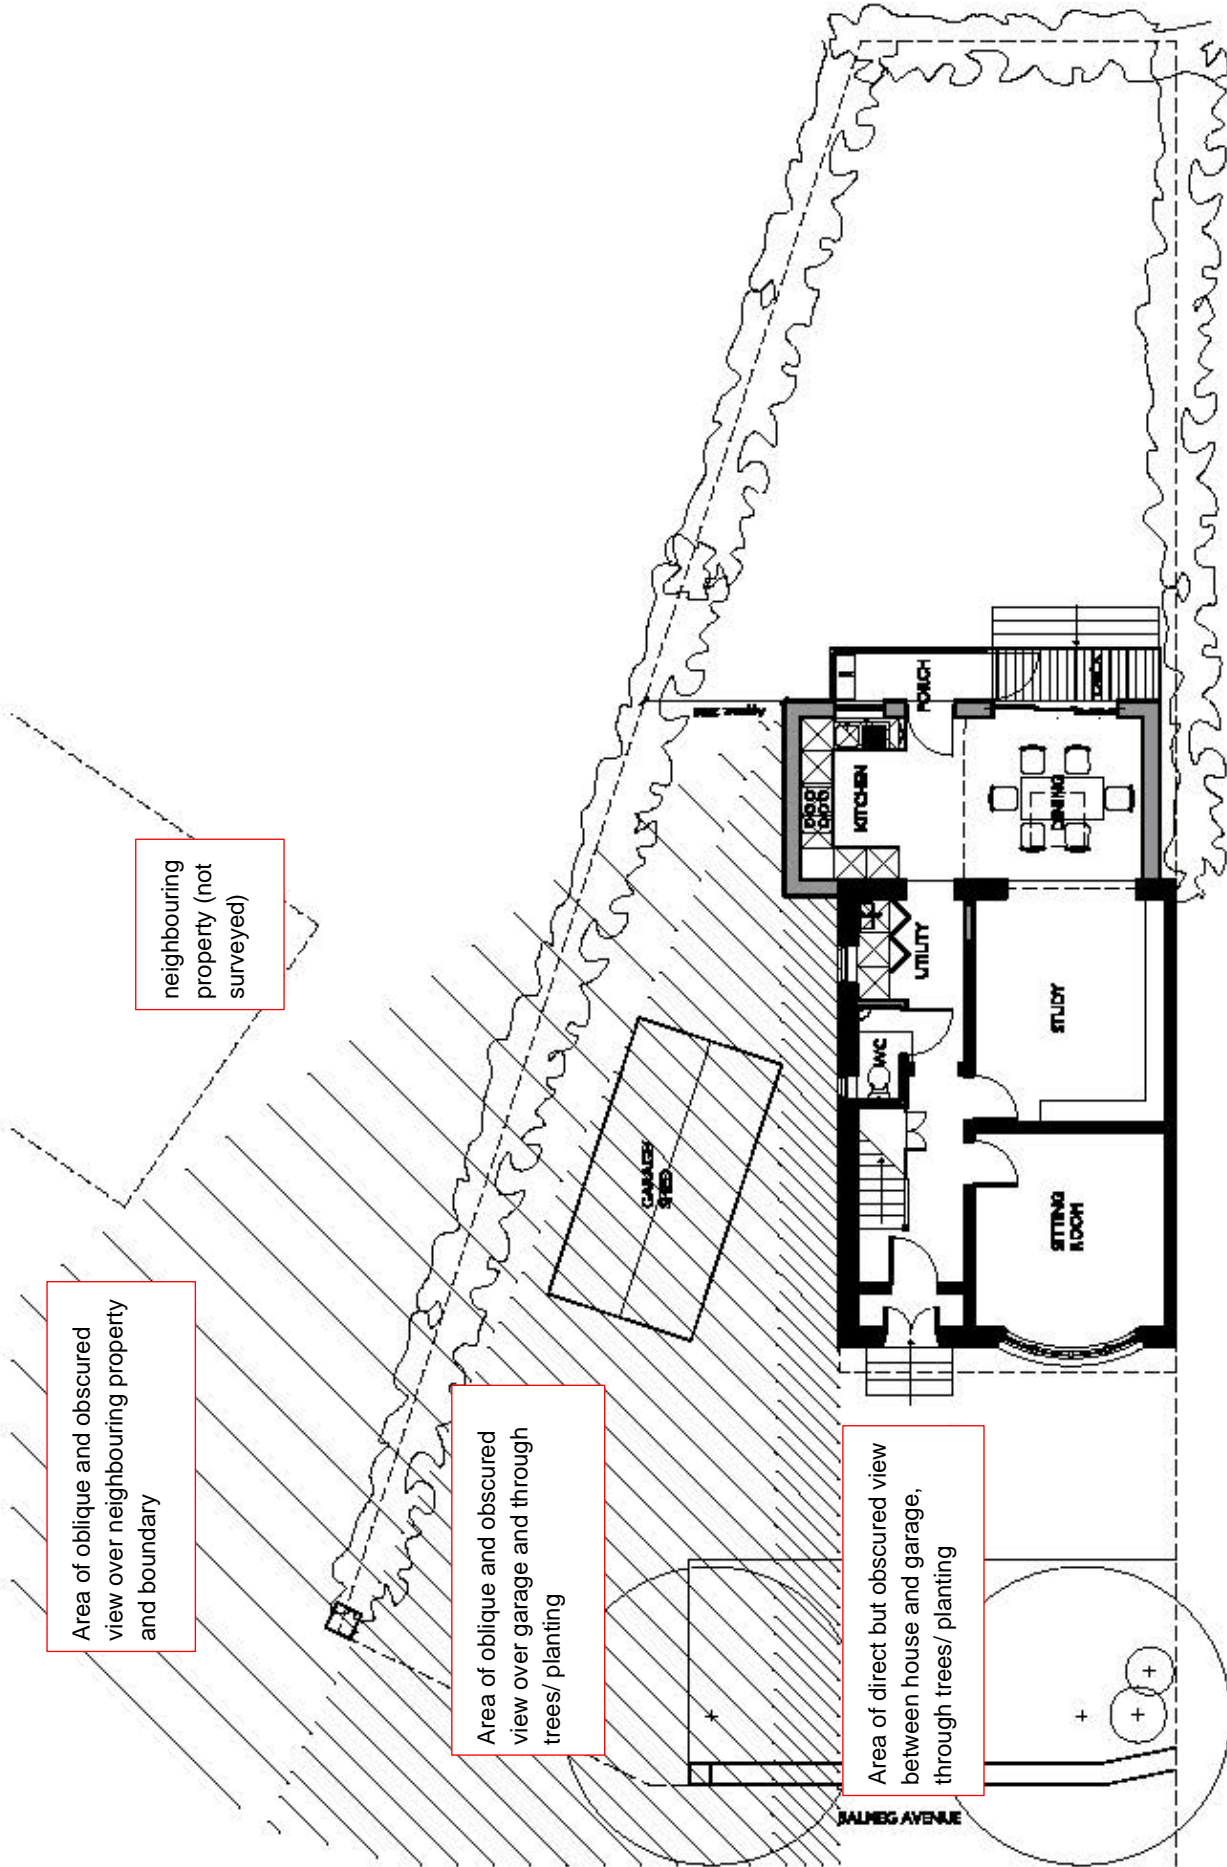 neighbouring
property (not
surveyed)
Area of oblique and obscured
view over neighbouring property
and boundary
Area of oblique and obscured
view over garage and through
trees/ planting
Area of direct but obscured view
between house and garage,
through trees/ planting
GARAGE
SHED
KITCHEN
PORCH
DINING
UTILITY
WC
STUDY
SITTING
ROOM
BALMEG AVENUE